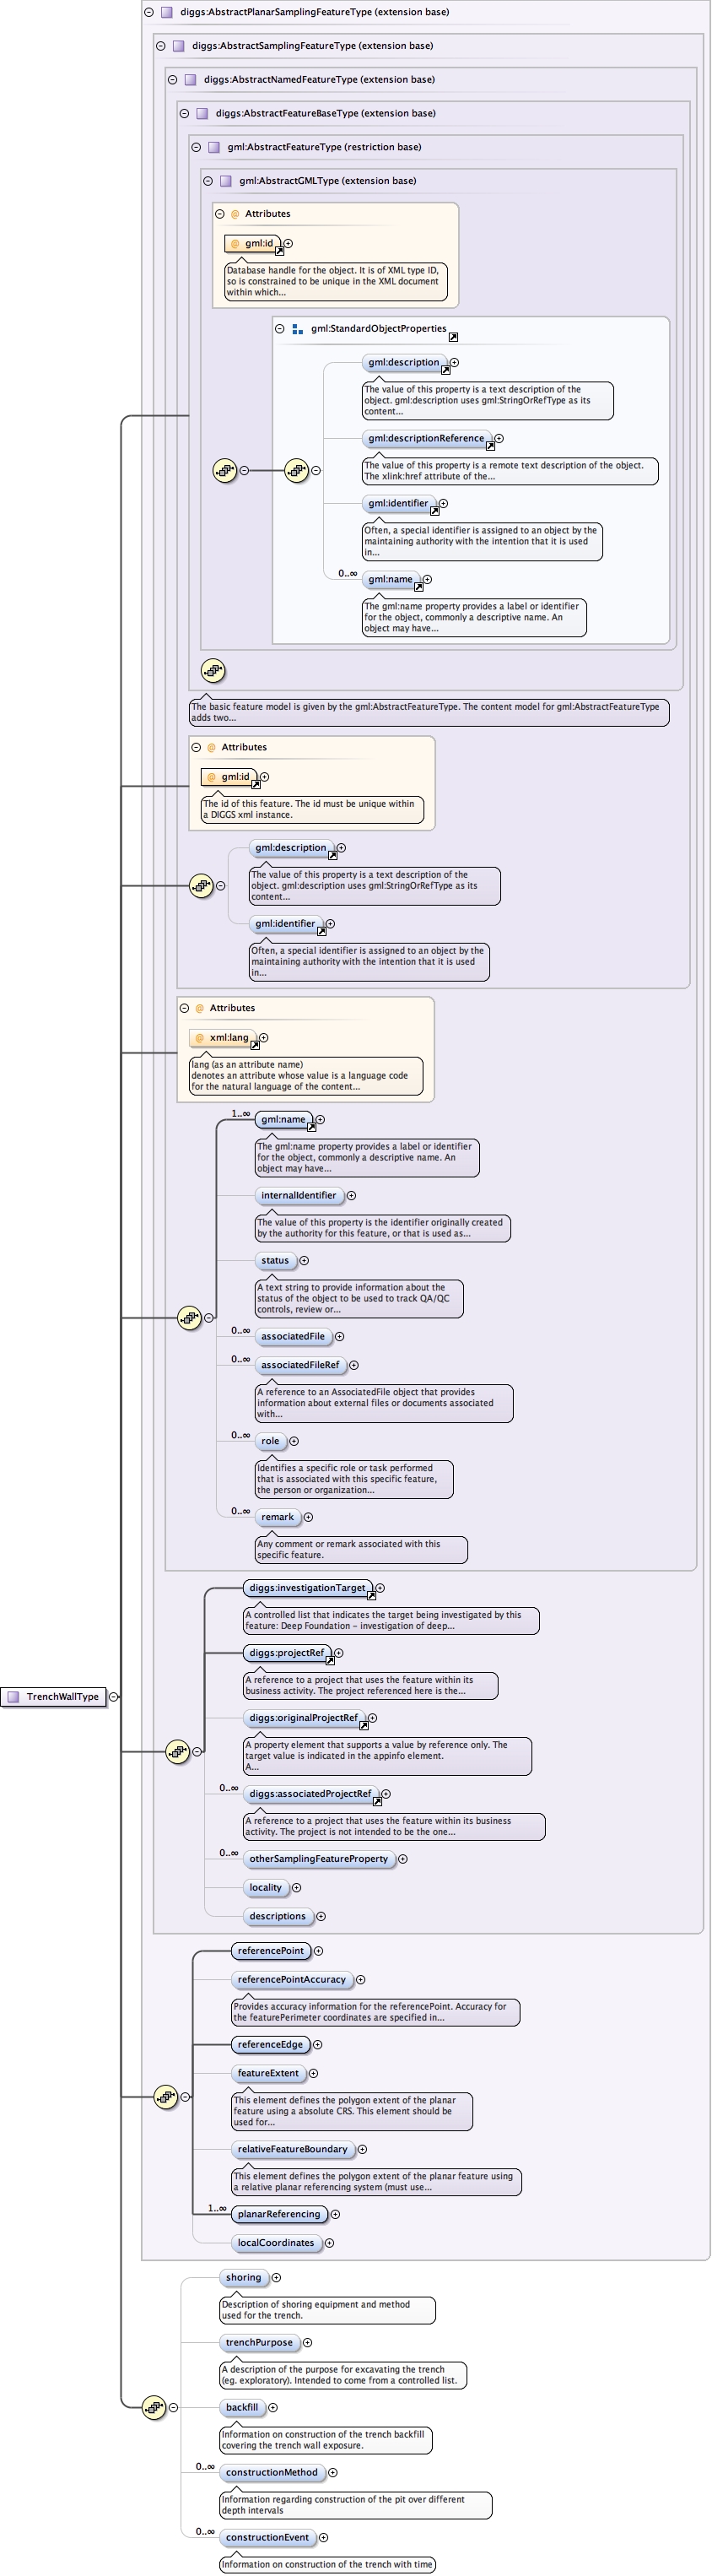 diggs:AbstractPlanarSamplingFeatureType (extension base)
diggs:AbstractSamplingFeatureType (extension base)
diggs:AbstractNamedFeatureType (extension base)
diggs:AbstractFeatureBaseType (extension base)
gml:AbstractFeatureType (restriction base)
gml:AbstractGMLType (extension base)
@ Attributes
@ gml:id
Database handle for the object. It is of XML type ID,
so is constrained to be unique in the XML document
within which...
gml:StandardObjectProperties
gml:description
The value of this property is a text description of the
object. gml:description uses gml:StringOrRefType as its
content...
gml:descriptionReference
The value of this property is a remote text description of the object.
The xlink:href attribute of the...
gml:identifier
Often, a special identifier is assigned to an object by the
maintaining authority with the intention that it is used
in...
0..∞
gml:name
The gml:name property provides a label or identifier
for the object, commonly a descriptive name. An
object may have...
The basic feature model is given by the gml:AbstractFeatureType. The content model for gml:AbstractFeatureType
adds two...
@ Attributes
@ gml:id
The id of this feature. The id must be unique within
a DIGGS xml instance.
gml:description
The value of this property is a text description of the
object. gml:description uses gml:StringOrRefType as its
content...
gml:identifier
Often, a special identifier is assigned to an object by the
maintaining authority with the intention that it is used
in...
@ Attributes
@ xml:lang
lang (as an attribute name)
denotes an attribute whose value is a language code
for the natural language of the content...
1..∞
gml:name
The gml:name property provides a label or identifier
for the object, commonly a descriptive name. An
object may have...
internalIdentifier
The value of this property is the identifier originally created
by the authority for this feature, or that is used as...
status
A text string to provide information about the
status of the object to be used to track QA/QC
controls, review or...
0..∞
associatedFile
0..∞
associatedFileRef
A reference to an AssociatedFile object that provides
information about external files or documents associated
with...
0..∞
role
Identifies a specific role or task performed
that is associated with this specific feature,
the person or organization...
0..∞
remark
Any comment or remark associated with this
specific feature.
diggs:investigationTarget
A controlled list that indicates the target being investigated by this
feature: Deep Foundation - investigation of deep...
diggs:projectRef
A reference to a project that uses the feature within its
business activity. The project referenced here is the...
TrenchWallType
diggs:originalProjectRef
A property element that supports a value by reference only. The
target value is indicated in the appinfo element.
A...
0..∞
diggs:associatedProjectRef
A reference to a project that uses the feature within its business
activity. The project is not intended to be the one...
0..∞
otherSamplingFeatureProperty
locality
descriptions
referencePoint
referencePointAccuracy
Provides accuracy information for the referencePoint. Accuracy for
the featurePerimeter coordinates are specified in...
referenceEdge
featureExtent
This element defines the polygon extent of the planar
feature using a absolute CRS. This element should be
used for...
relativeFeatureBoundary
This element defines the polygon extent of the planar feature using
a relative planar referencing system (must use...
1..∞
planarReferencing
localCoordinates
shoring
Description of shoring equipment and method
used for the trench.
trenchPurpose
A description of the purpose for excavating the trench
(eg. exploratory). Intended to come from a controlled list.
backfill
Information on construction of the trench backfill
covering the trench wall exposure.
0..∞
constructionMethod
Information regarding construction of the pit over different
depth intervals
0..∞
constructionEvent
Information on construction of the trench with time